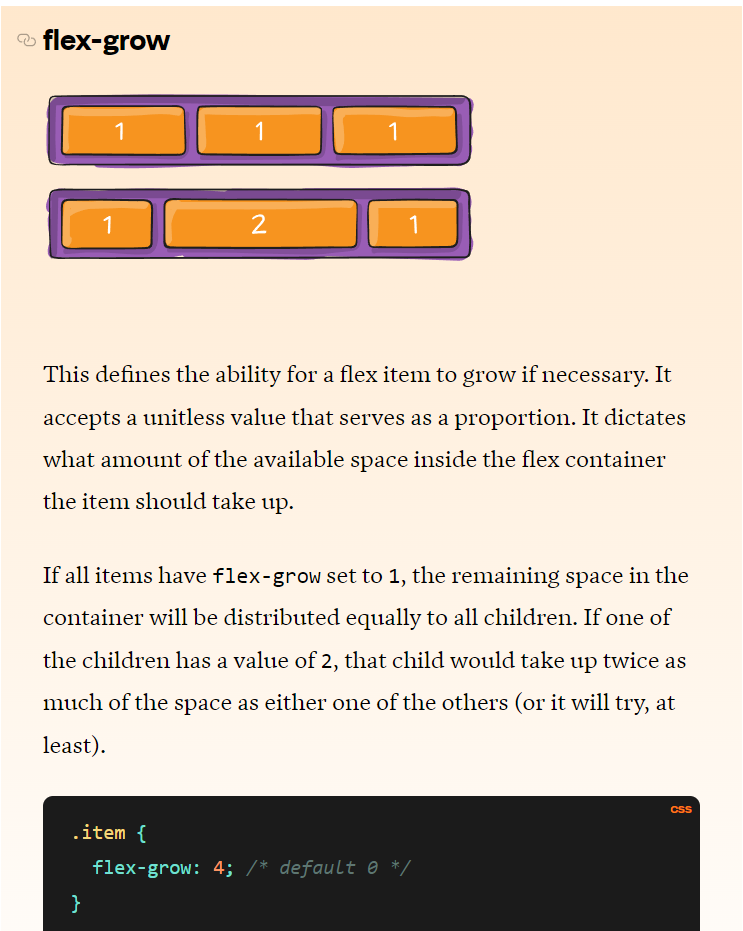 flex-grow
1 1 1
1 2 1
This defines the ability for a flex item to grow if necessary. It
accepts a unitless value that serves as a proportion. It dictates
what amount of the available space inside the flex container
the item should take up.
If all items have flex-grow set to 1, the remaining space in the
container will be distributed equally to all children. If one of
the children has a value of 2, that child would take up twice as
much of the space as either one of the others (or it will try, at
least).
css
.item {
  flex-grow: 4; /* default 0 */
}